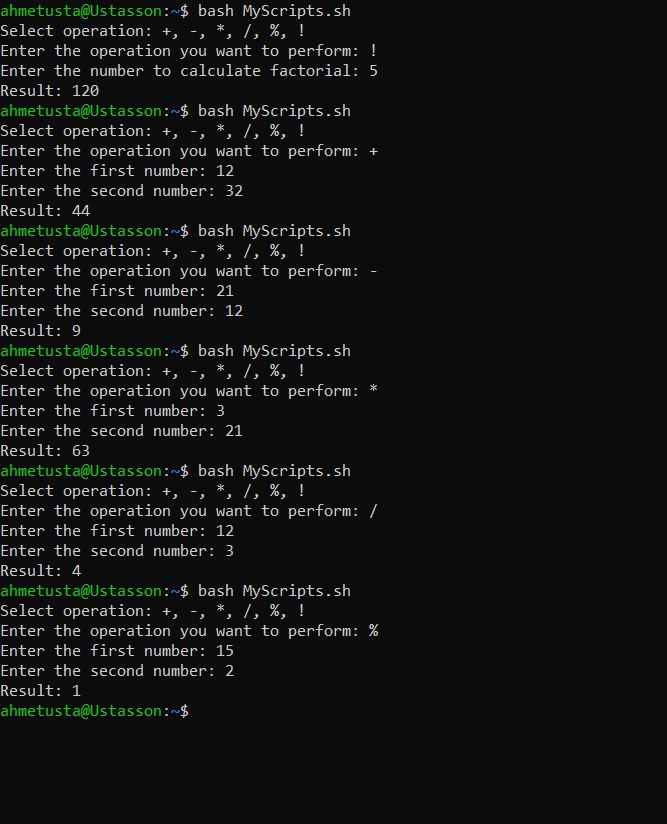 ahmetusta@Ustasson:~$ bash MyScripts.sh
Select operation: +, -, *, /, %, !
Enter the operation you want to perform: !
Enter the number to calculate factorial: 5
Result: 120
ahmetusta@Ustasson:~$ bash MyScripts.sh
Select operation: +, -, *, /, %, !
Enter the operation you want to perform: +
Enter the first number: 12
Enter the second number: 32
Result: 44
ahmetusta@Ustasson:~$ bash MyScripts.sh
Select operation: +, -, *, /, %, !
Enter the operation you want to perform: -
Enter the first number: 21
Enter the second number: 12
Result: 9
ahmetusta@Ustasson:~$ bash MyScripts.sh
Select operation: +, -, *, /, %, !
Enter the operation you want to perform: *
Enter the first number: 3
Enter the second number: 21
Result: 63
ahmetusta@Ustasson:~$ bash MyScripts.sh
Select operation: +, -, *, /, %, !
Enter the operation you want to perform: /
Enter the first number: 12
Enter the second number: 3
Result: 4
ahmetusta@Ustasson:~$ bash MyScripts.sh
Select operation: +, -, *, /, %, !
Enter the operation you want to perform: %
Enter the first number: 15
Enter the second number: 2
Result: 1
ahmetusta@Ustasson:~$